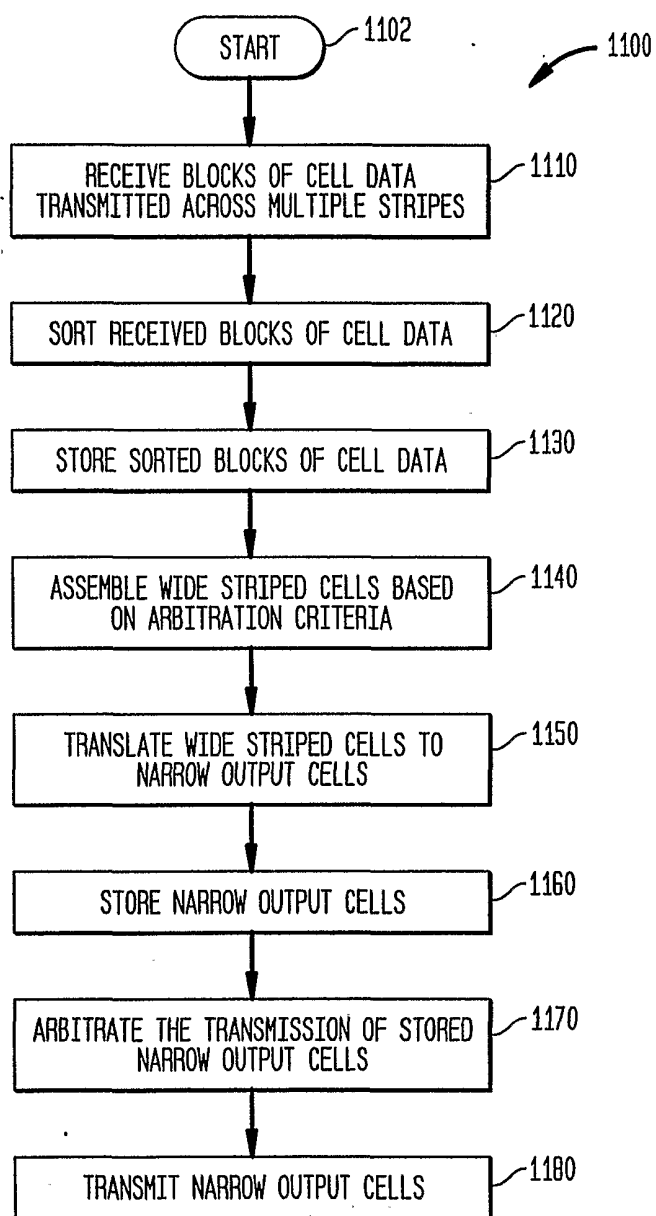 START
1102
1100
RECEIVE BLOCKS OF CELL DATA
TRANSMITTED ACROSS MULTIPLE STRIPES
1110
SORT RECEIVED BLOCKS OF CELL DATA
1120
STORE SORTED BLOCKS OF CELL DATA
1130
ASSEMBLE WIDE STRIPED CELLS BASED
ON ARBITRATION CRITERIA
1140
TRANSLATE WIDE STRIPED CELLS TO
NARROW OUTPUT CELLS
1150
STORE NARROW OUTPUT CELLS
1160
ARBITRATE THE TRANSMISSION OF STORED
NARROW OUTPUT CELLS
1170
TRANSMIT NARROW OUTPUT CELLS
1180